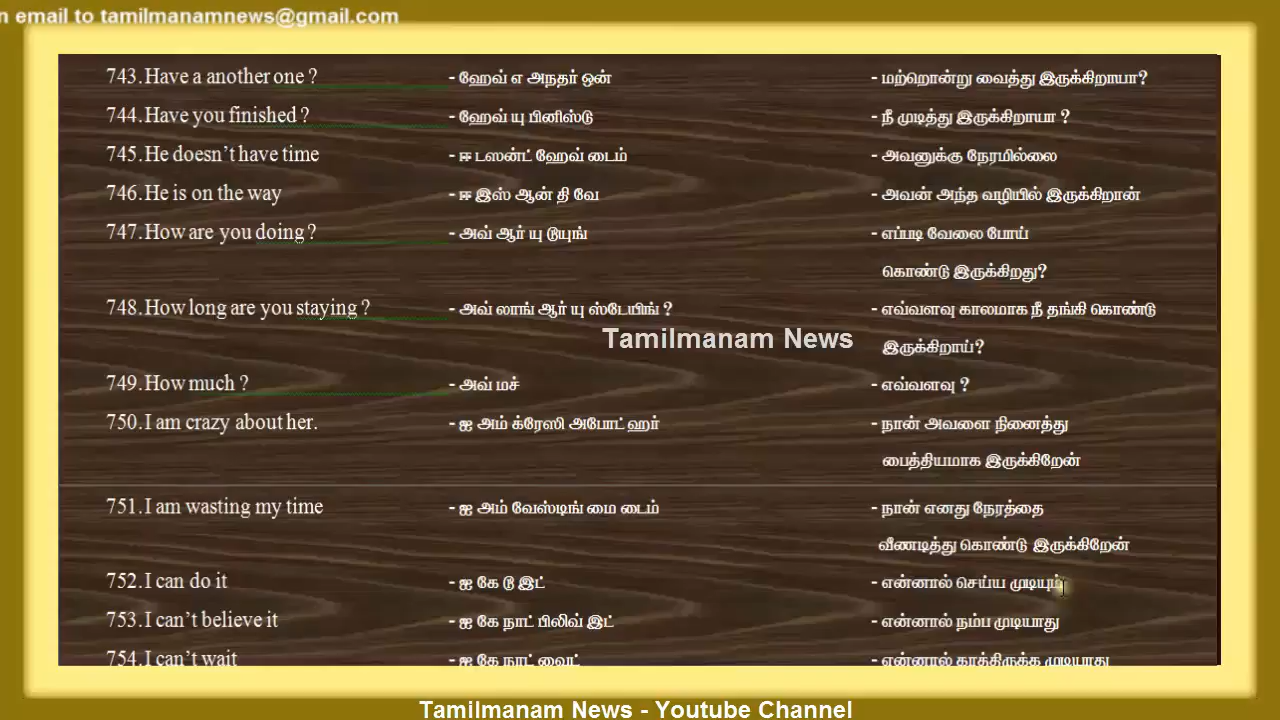 n email to tamilmanamnews@gmail.com
743.Have a another one ? - ஹேவ் எ அநதர் ஒன் - மற்றொன்று வைத்து இருக்கிறாயா?
744.Have you finished ? - ஹேவ் யு பினிஸ்டு - நீ முடித்து இருக்கிறாயா ?
745.He doesn’t have time - ஈ டஸன்ட் ஹேவ் டைம் - அவனுக்கு நேரமில்லை
746.He is on the way - ஈ இஸ் ஆன் தி வே - அவன் அந்த வழியில் இருக்கிறான்
747.How are you doing ? - அவ் ஆர் யு டூயுங் - எப்படி வேலை போய்
கொண்டு இருக்கிறது?
748.How long are you staying ? - அவ் லாங் ஆர் யு ஸ்டேயிங் ? - எவ்வளவு காலமாக நீ தங்கி கொண்டு
Tamilmanam News
இருக்கிறாய்?
749.How much ? - அவ் மச் - எவ்வளவு ?
750.I am crazy about her. - ஐ அம் க்ரேஸி அபோட் ஹர் - நான் அவளை நினைத்து
பைத்தியமாக இருக்கிறேன்
751.I am wasting my time - ஐ அம் வேஸ்டிங் மை டைம் - நான் எனது நேரத்தை
வீணடித்து கொண்டு இருக்கிறேன்
752.I can do it - ஐ கே டூ இட் - என்னால் செய்ய முடியும்
753.I can’t believe it - ஐ கே நாட் பிலிவ் இட் - என்னால் நம்ப முடியாது
754.I can’t wait - ஐ கே நாட் வைட் - என்னால் காத்திருக்க முடியாது
Tamilmanam News - Youtube Channel